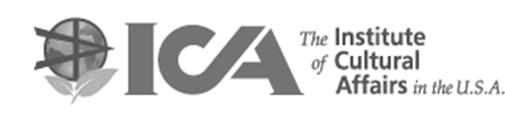 ICA
The Institute
of Cultural
Affairs in the U.S.A.